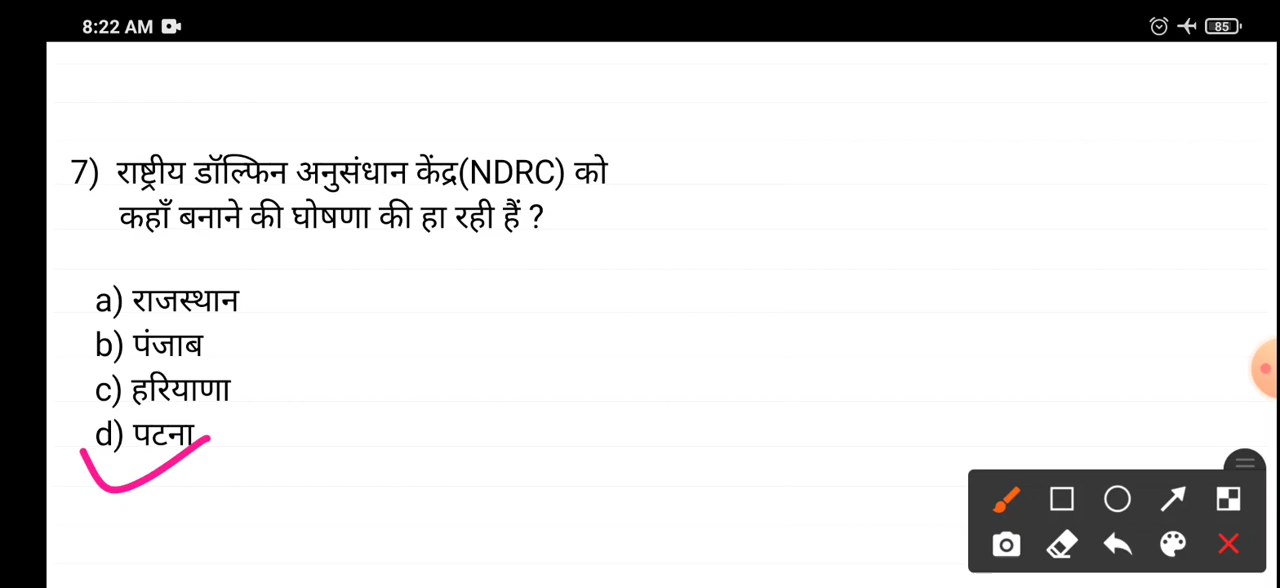 8:22 AM
85
7) राष्ट्रीय डॉल्फिन अनुसंधान केंद्र(NDRC) को
कहाँ बनाने की घोषणा की हा रही हैं ?
a) राजस्थान
b) पंजाब
c) हरियाणा
d) पटना